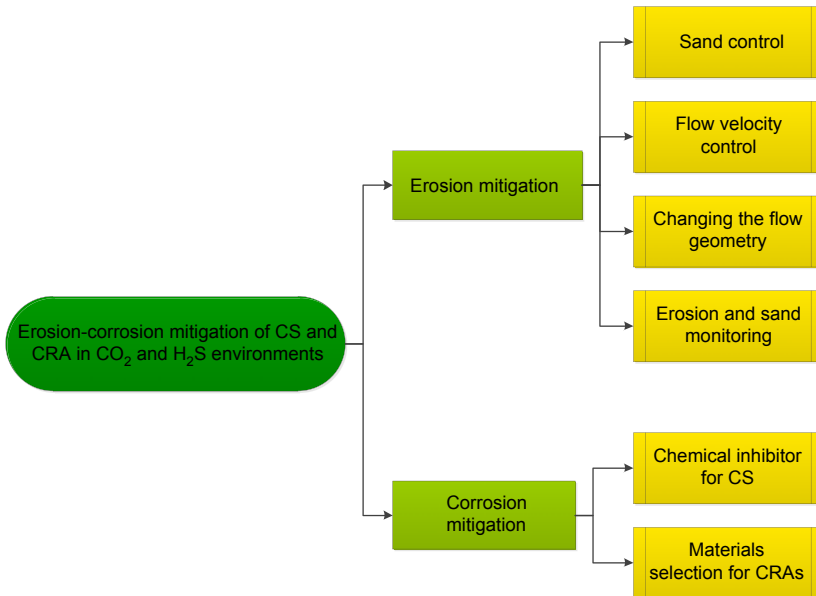 Erosion-corrosion mitigation of CS and
CRA in CO₂ and H₂S environments
Erosion mitigation
Sand control
Flow velocity
control
Changing the flow
geometry
Erosion and sand
monitoring
Corrosion
mitigation
Chemical inhibitor
for CS
Materials
selection for CRAs